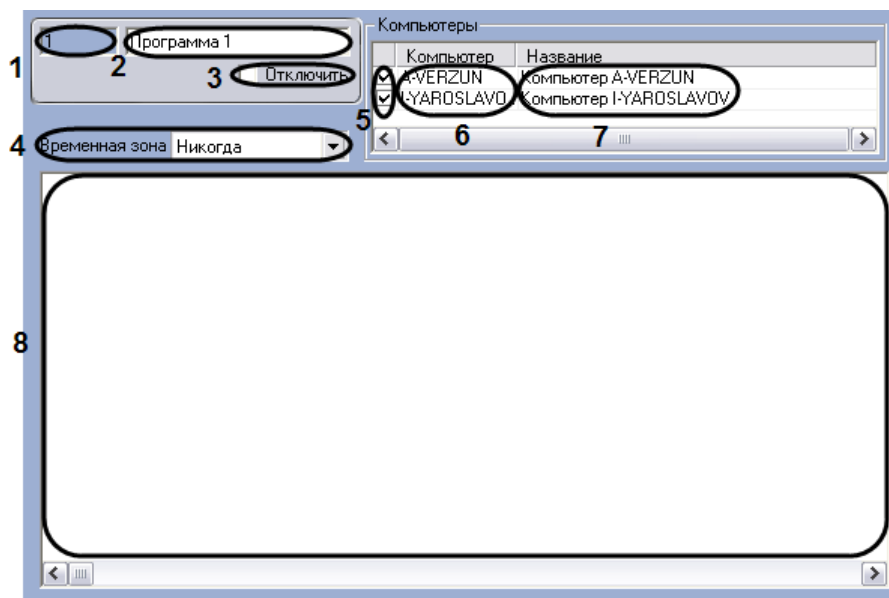 1 Программа 1
1
2
3 Отключить
4 Временная зона Никогда
Компьютеры
Компьютер Название
A-VERZUN Компьютер A-VERZUN
I-YAROSLAVO Компьютер I-YAROSLAVOV
5
6
7
8